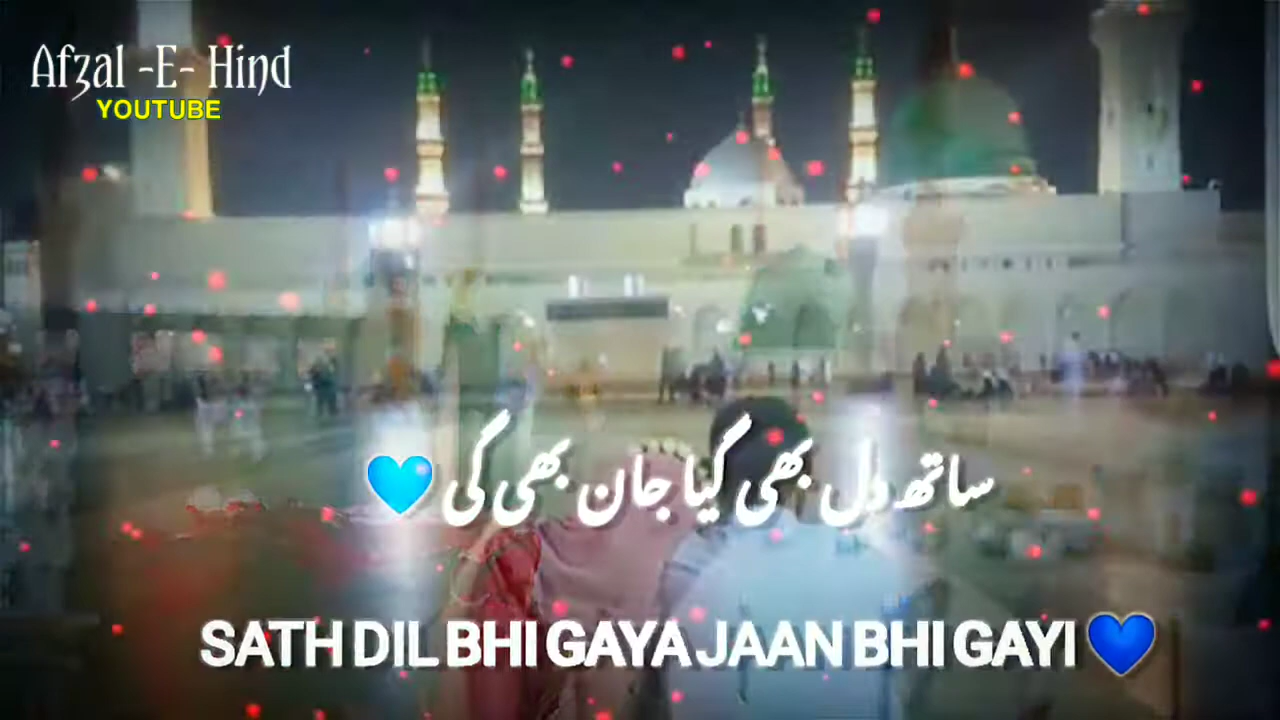 Afzal -E- Hind
YOUTUBE
ساتھ دل بھی گیا جان بھی گی 💙
SATH DIL BHI GAYA JAAN BHI GAYI 💙